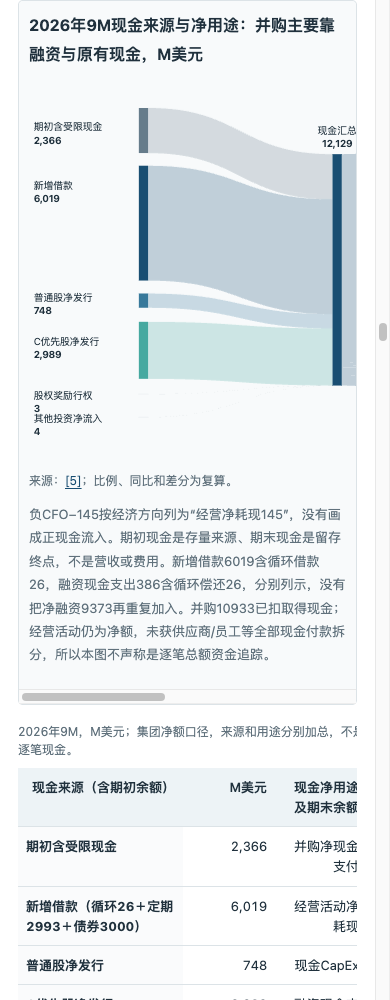 2026年9M现金来源与净用途：并购主要靠
融资与原有现金，M美元
期初含受限现金
2,366
现金汇总
12,129
新增借款
6,019
普通股净发行
748
C优先股净发行
2,989
股权奖励行权
3
其他投资净流入
4
来源：[5]；比例、同比和差分为复算。
负CFO−145按经济方向列为“经营净耗现145”，没有画
成正现金流入。期初现金是存量来源、期末现金是留存
终点，不是营收或费用。新增借款6019含循环借款
26，融资现金支出386含循环偿还26，分别列示，没有
把净融资9373再重复加入。并购10933已扣取得现金；
经营活动仍为净额，未获供应商/员工等全部现金付款拆
分，所以本图不声称是逐笔总额资金追踪。
2026年9M，M美元；集团净额口径，来源和用途分别加总，不是
逐笔现金。
现金来源（含期初余额） M美元 现金净用途
及期末余额
期初含受限现金 2,366 并购净现金
支付
新增借款（循环26＋定期 6,019 经营活动净
2993＋债券3000） 耗现
普通股净发行 748 现金CapEx